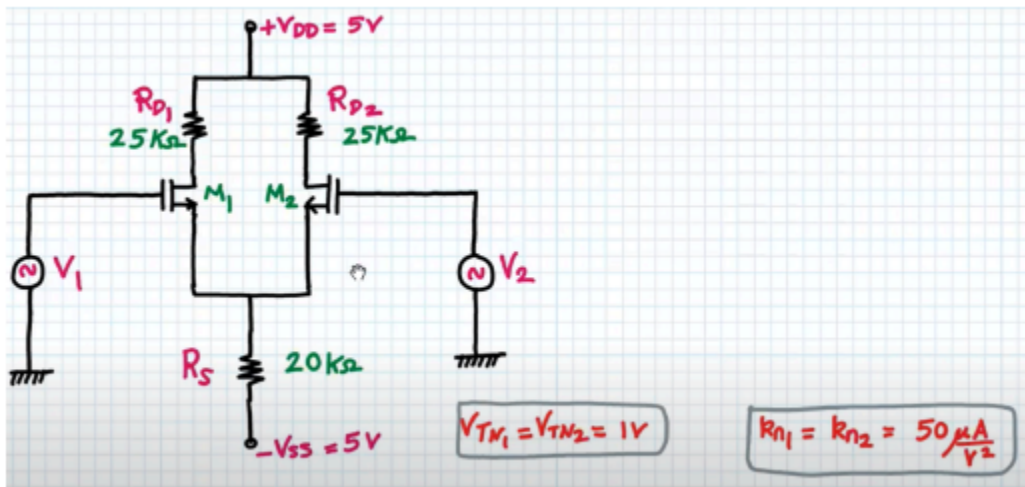 +VDD = 5V
RD1
25KΩ
RD2
25KΩ
M1
M2
V1
V2
RS
20KΩ
-VSS = 5V
VTN1 = VTN2 = 1V
kn1 = kn2 = 50 μA/V²